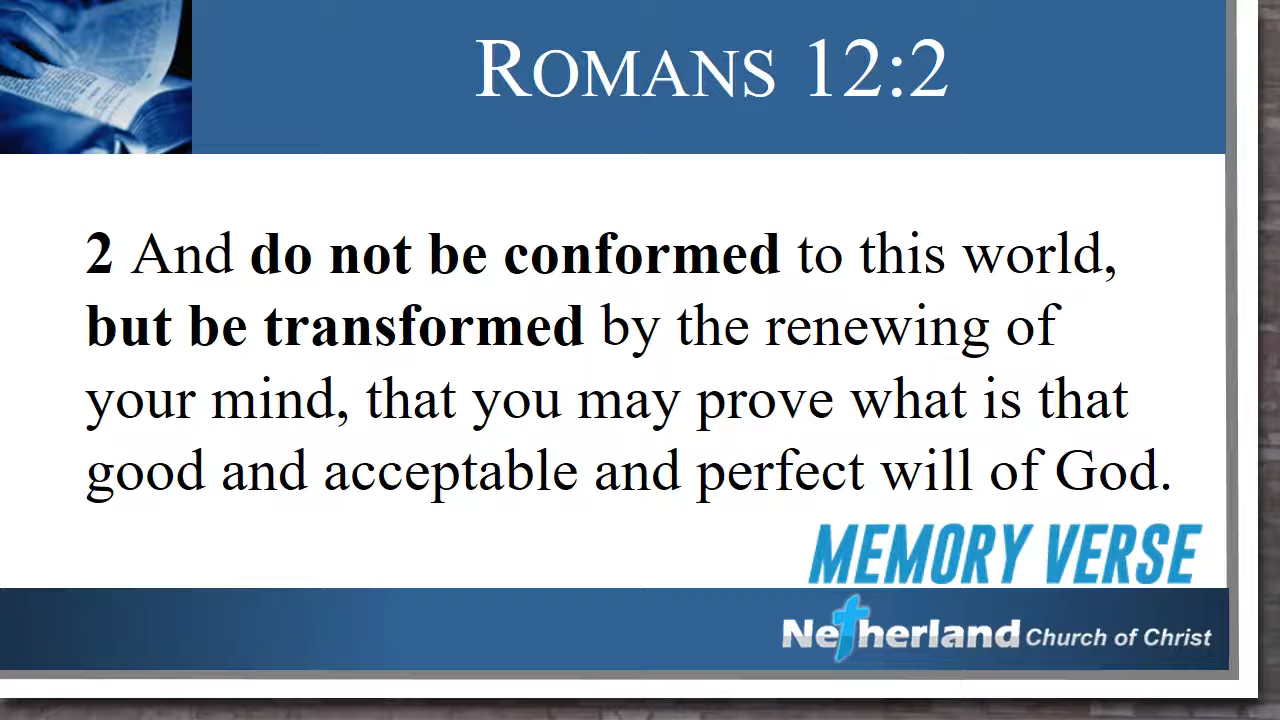 ROMANS 12:2
2 And do not be conformed to this world,
but be transformed by the renewing of
your mind, that you may prove what is that
good and acceptable and perfect will of God.
MEMORY VERSE
Netherland Church of Christ